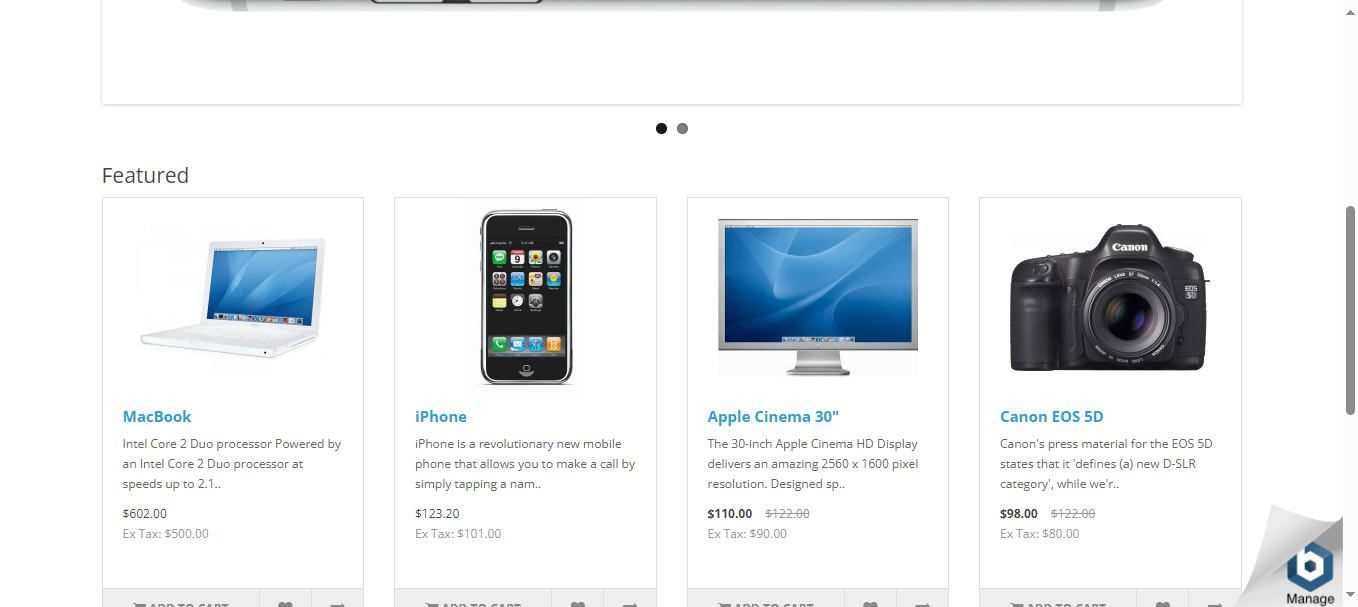 Featured
Canon
EOS
5D
MacBook
Intel Core 2 Duo processor Powered by
an Intel Core 2 Duo processor at
speeds up to 2.1..
$602.00
Ex Tax: $500.00
iPhone
iPhone is a revolutionary new mobile
phone that allows you to make a call by
simply tapping a nam..
$123.20
Ex Tax: $101.00
Apple Cinema 30"
The 30-inch Apple Cinema HD Display
delivers an amazing 2560 x 1600 pixel
resolution. Designed sp..
$110.00 $122.00
Ex Tax: $90.00
Canon EOS 5D
Canon's press material for the EOS 5D
states that it 'defines (a) new D-SLR
category', while we'r..
$98.00 $122.00
Ex Tax: $80.00
ADD TO CART
ADD TO CART
ADD TO CART
ADD TO CART
b
Manage